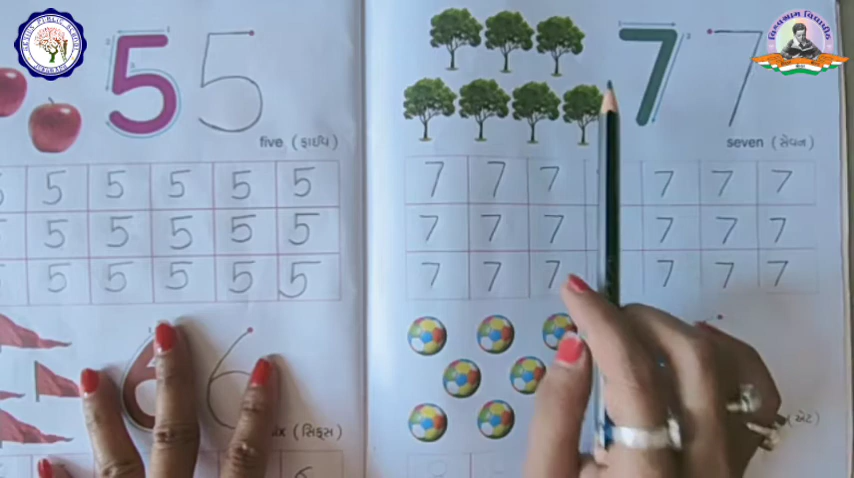 5 5
five ( ફાઈવ )
5 5 5 5 5
5 5 5 5 5
5 5 5 5 5
6 6
( સિક્સ )
7 7
seven ( સેવન )
7 7 7 7 7 7
7 7 7 7 7 7
7 7 7 7 7 7
( એટ )
વિશ્વગ્રામ વિદ્યાપીઠ